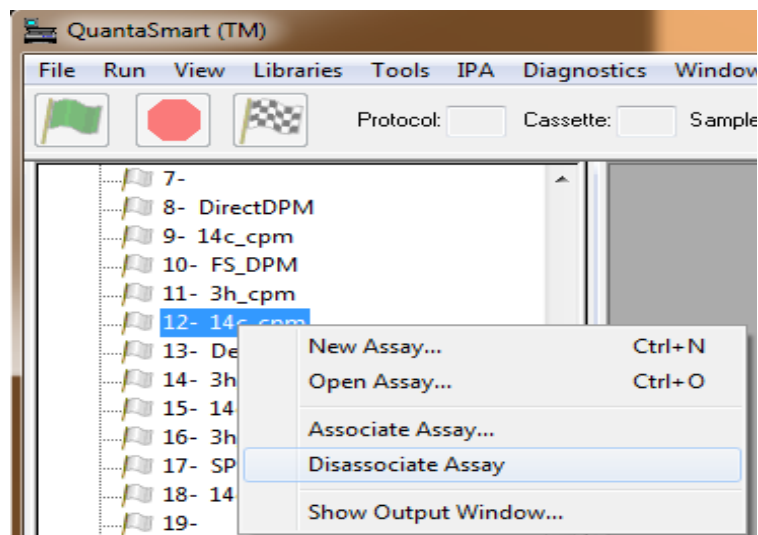 QuantaSmart (TM)
File Run View Libraries Tools IPA Diagnostics Window
Protocol: Cassette: Sample
7-
8- DirectDPM
9- 14c_cpm
10- FS_DPM
11- 3h_cpm
12- 14c_cpm
13- De
14- 3h
15- 14
16- 3h
17- SP
18- 14
19-
New Assay... Ctrl+N
Open Assay... Ctrl+O
Associate Assay...
Disassociate Assay
Show Output Window...